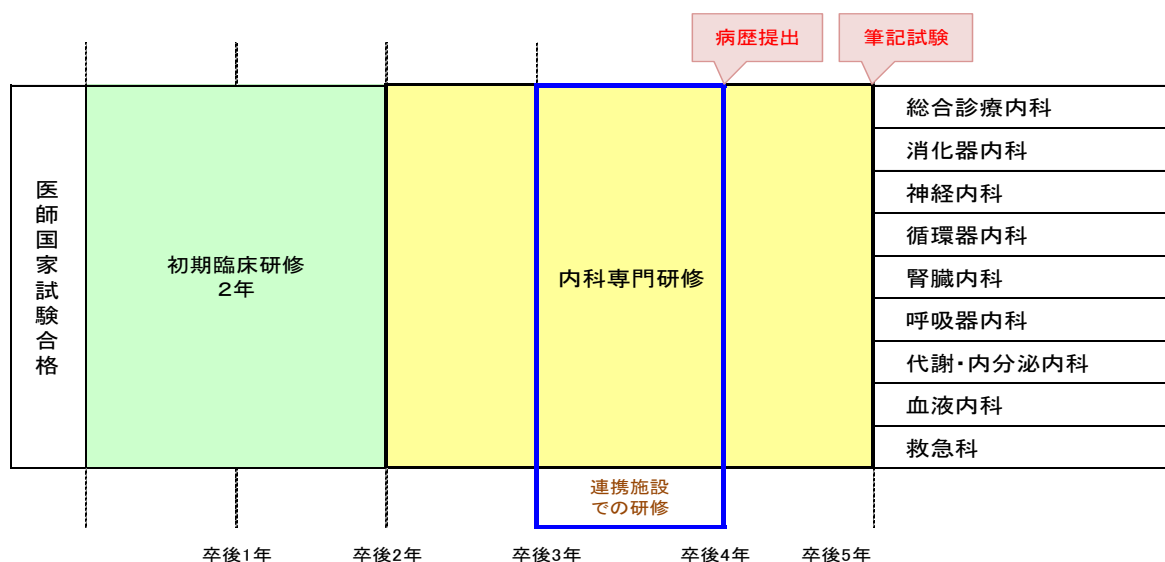 病歴提出
筆記試験
医師国家試験合格
初期臨床研修
2年
内科専門研修
連携施設
での研修
総合診療内科
消化器内科
神経内科
循環器内科
腎臓内科
呼吸器内科
代謝・内分泌内科
血液内科
救急科
卒後1年
卒後2年
卒後3年
卒後4年
卒後5年